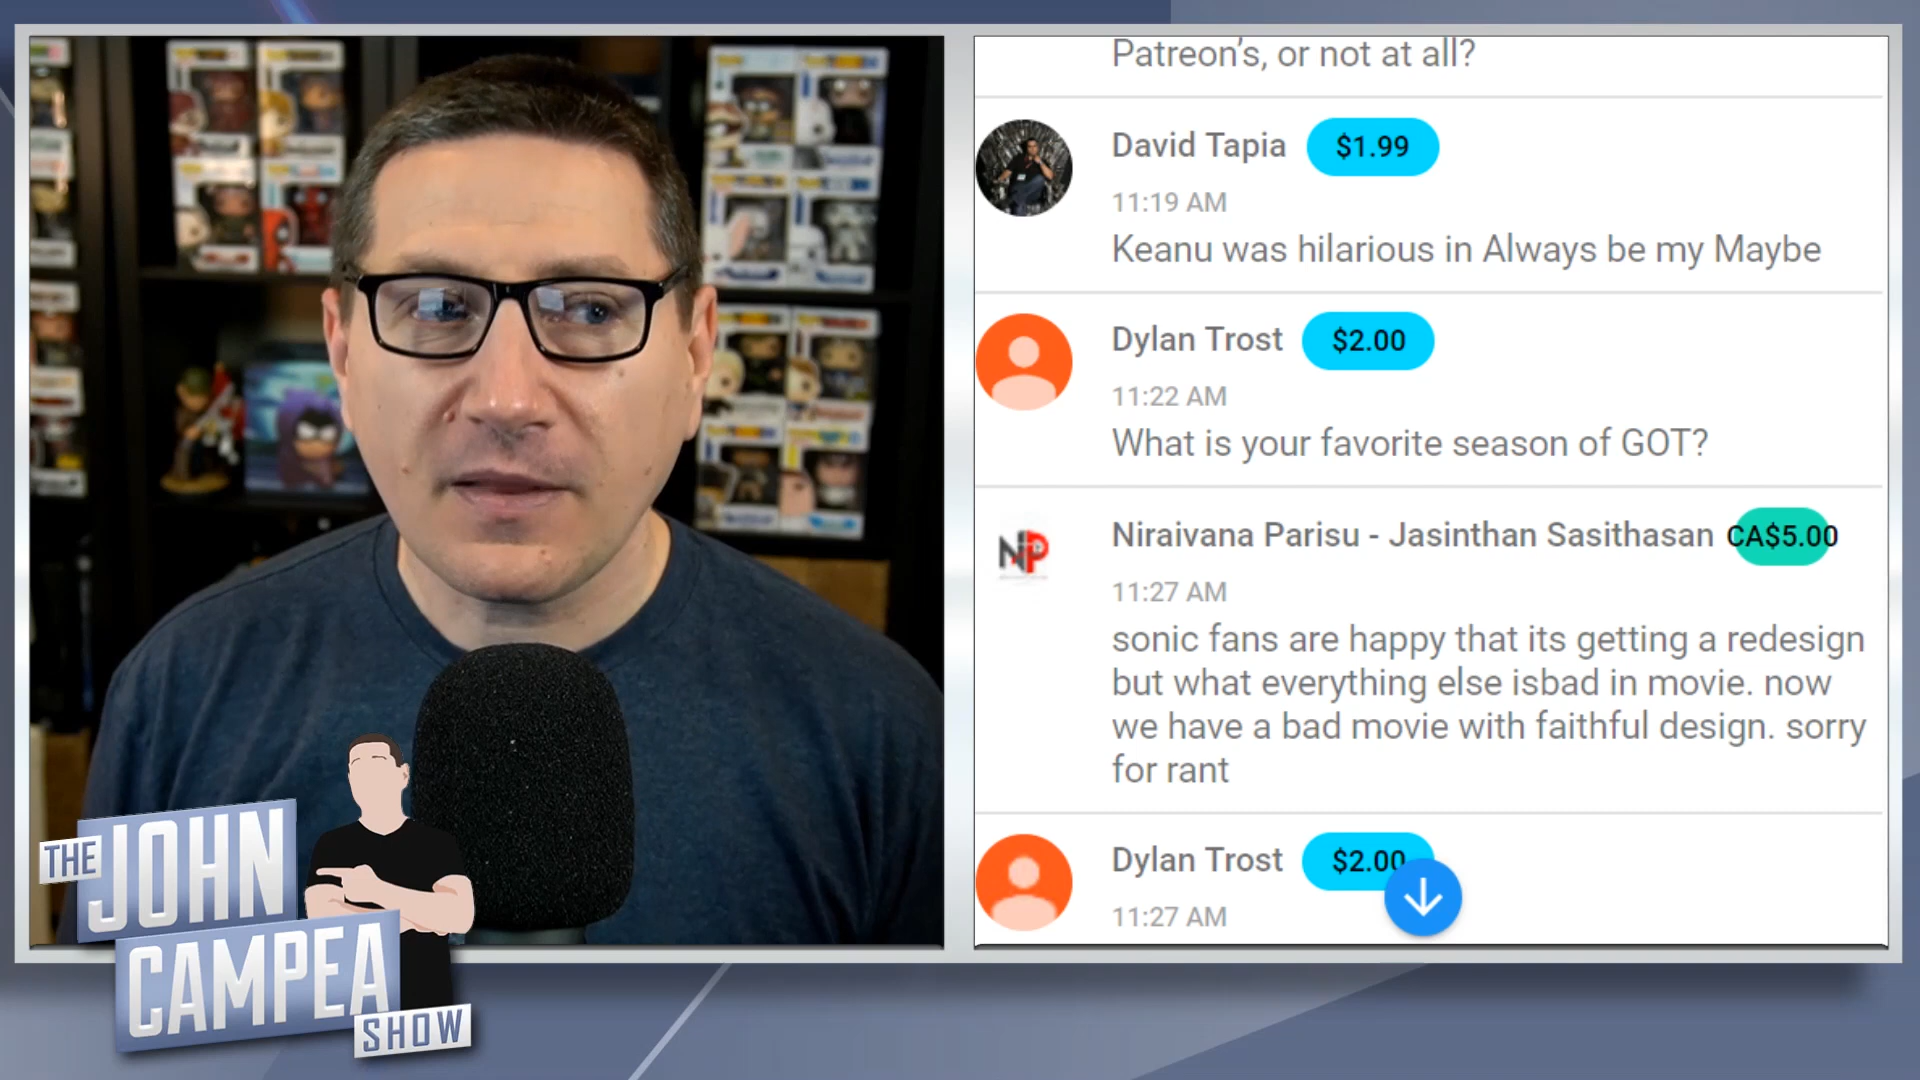 Patreon's, or not at all?
David Tapia $1.99
11:19 AM
Keanu was hilarious in Always be my Maybe
Dylan Trost $2.00
11:22 AM
What is your favorite season of GOT?
NP
Niraivana Parisu - Jasinthan Sasithasan CA$5.00
11:27 AM
sonic fans are happy that its getting a redesign
but what everything else isbad in movie. now
we have a bad movie with faithful design. sorry
for rant
Dylan Trost $2.00
11:27 AM
THE JOHN
CAMPEA
SHOW